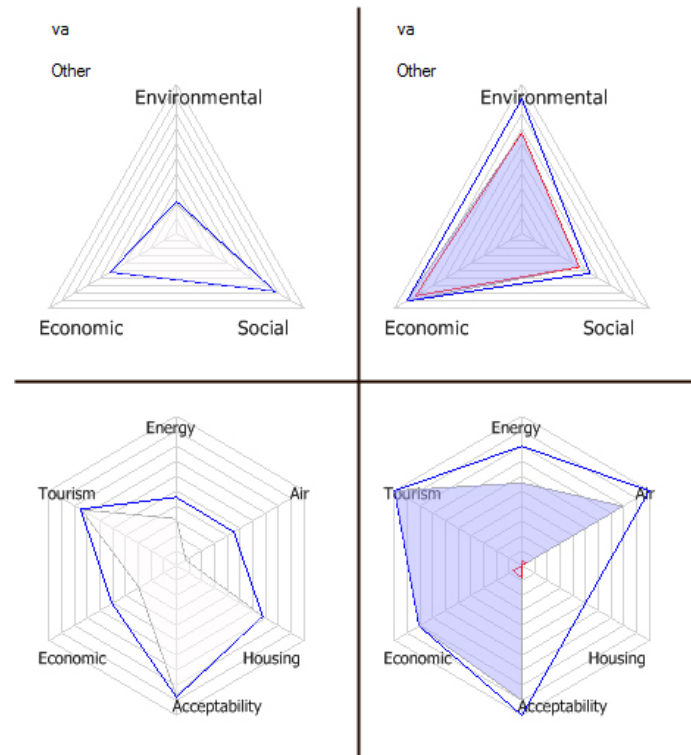 va
Other
Environmental
Economic
Social
va
Other
Environmental
Economic
Social
Energy
Tourism
Air
Economic
Housing
Acceptability
Energy
Tourism
Air
Economic
Housing
Acceptability